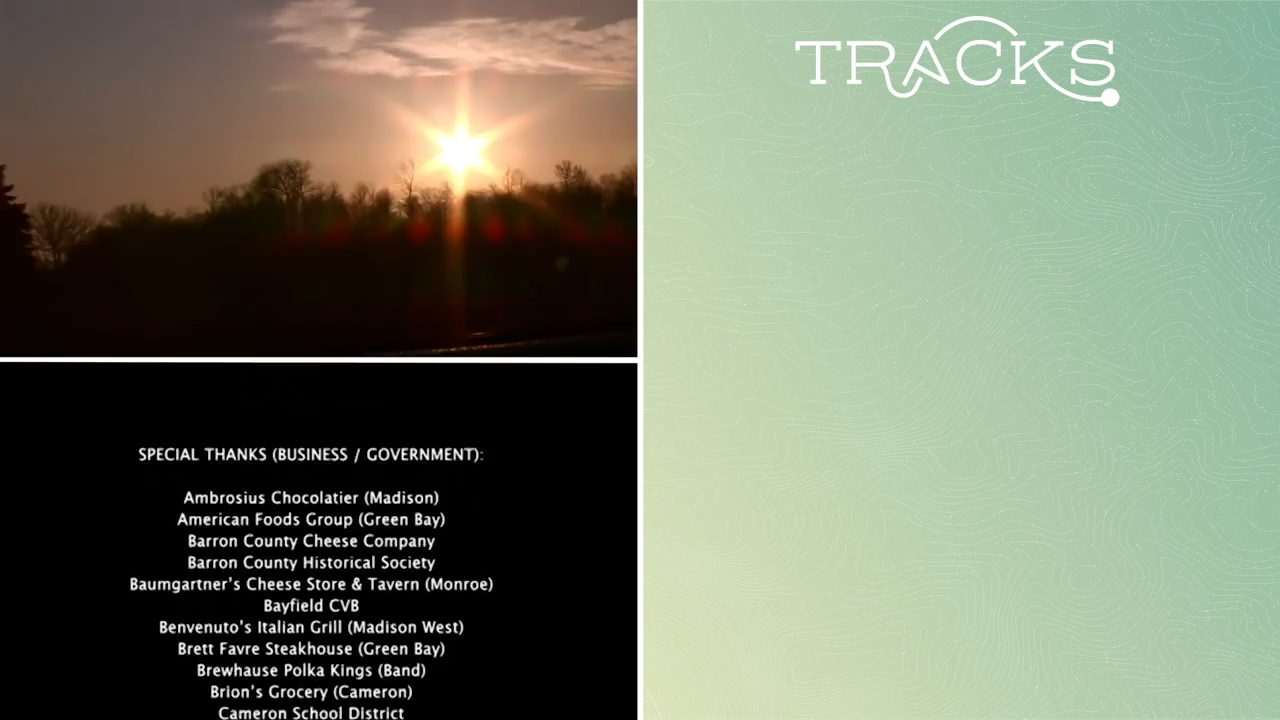 TRACKS
SPECIAL THANKS (BUSINESS / GOVERNMENT):
Ambrosius Chocolatier (Madison)
American Foods Group (Green Bay)
Barron County Cheese Company
Barron County Historical Society
Baumgartner's Cheese Store & Tavern (Monroe)
Bayfield CVB
Benvenuto's Italian Grill (Madison West)
Brett Favre Steakhouse (Green Bay)
Brewhouse Polka Kings (Band)
Brion's Grocery (Cameron)
Cameron School District